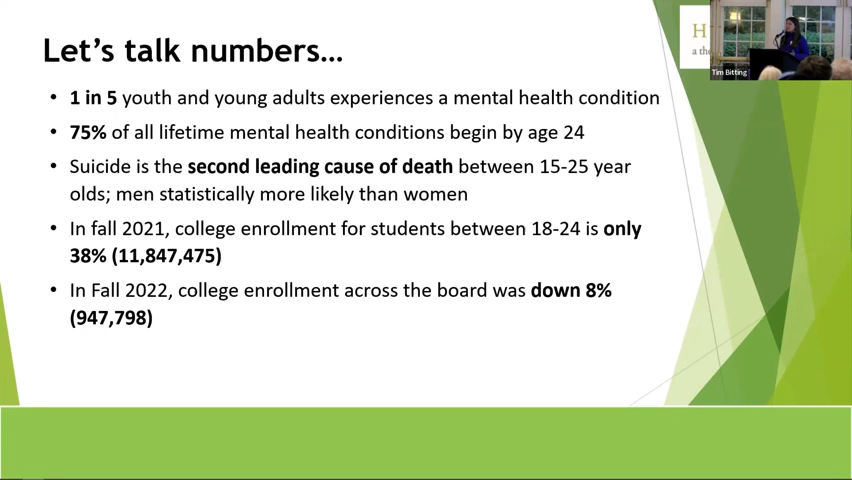 Let's talk numbers…
• 1 in 5 youth and young adults experiences a mental health condition
• 75% of all lifetime mental health conditions begin by age 24
• Suicide is the second leading cause of death between 15-25 year
olds; men statistically more likely than women
• In fall 2021, college enrollment for students between 18-24 is only
38% (11,847,475)
• In Fall 2022, college enrollment across the board was down 8%
(947,798)
H
a the
Tim Bitting